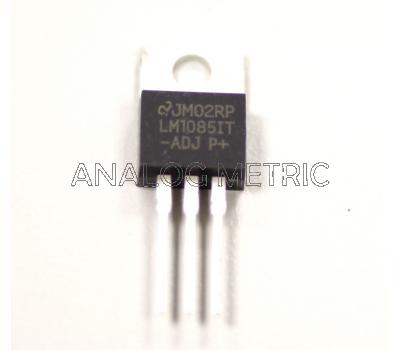 JM02RP
LM1085IT
-ADJ P+
ANALOG METRIC